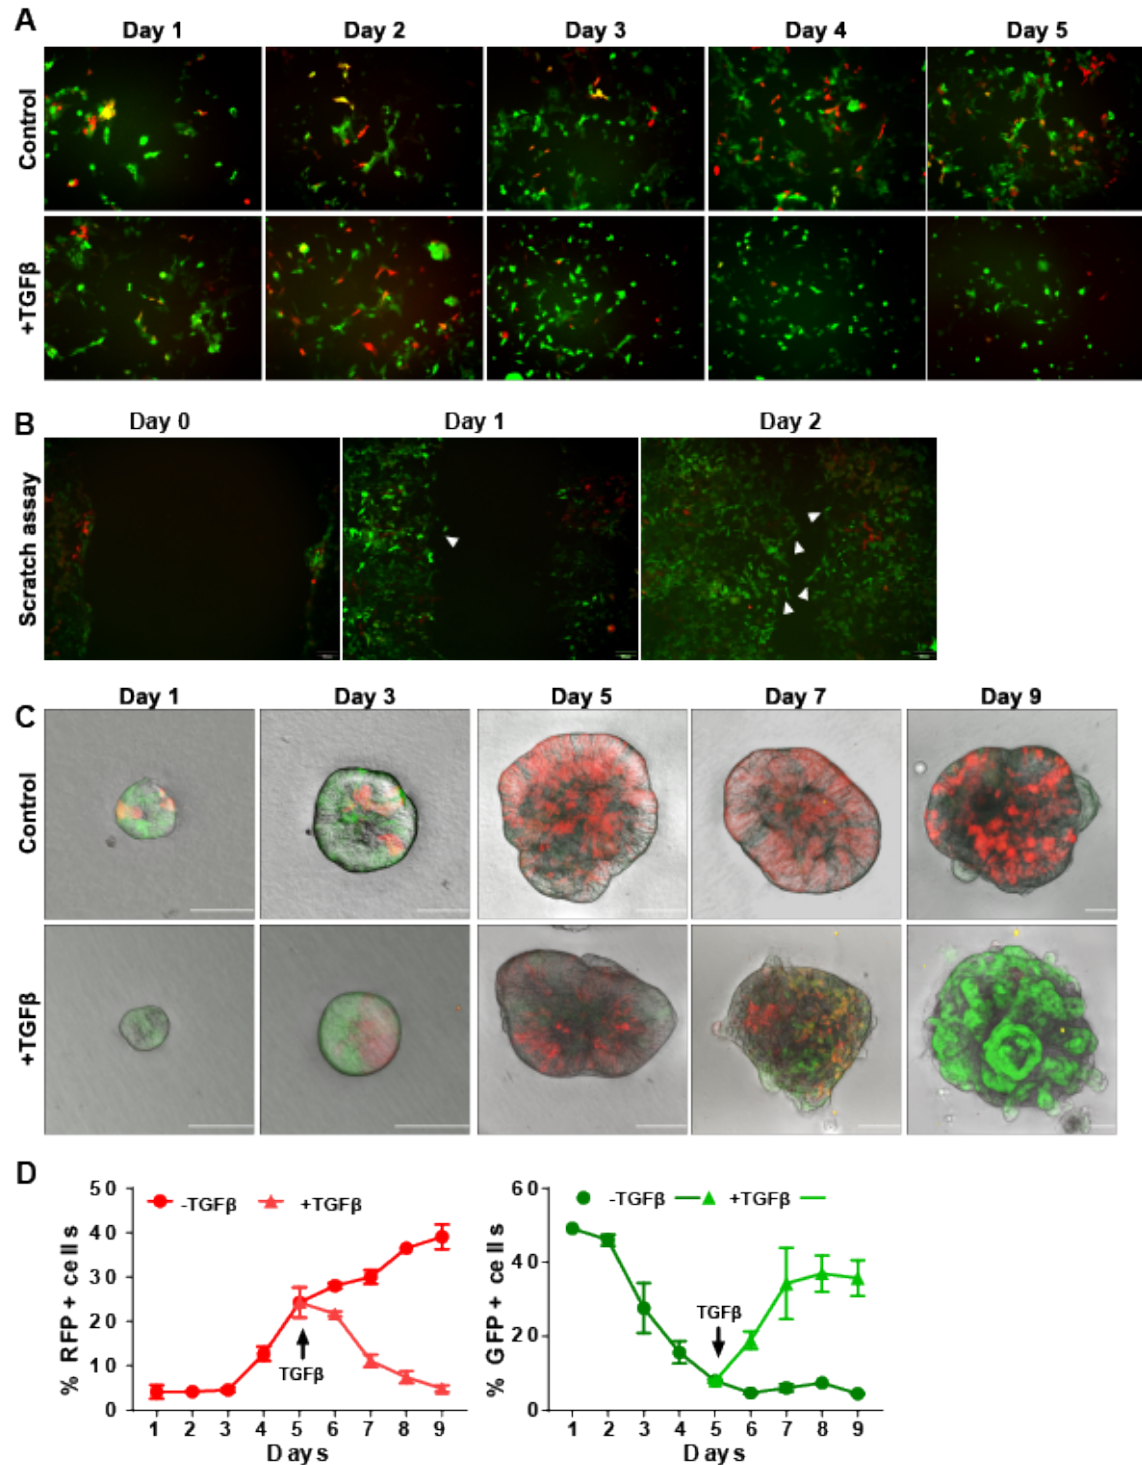 A
Day 1 Day 2 Day 3 Day 4 Day 5
Control
+TGFβ
B
Day 0 Day 1 Day 2
Scratch assay
C
Day 1 Day 3 Day 5 Day 7 Day 9
Control
+TGFβ
D
% RFP+ cells
50
40
30
20
10
0
-TGFβ +TGFβ
TGFβ
1 2 3 4 5 6 7 8 9
Days
% GFP+ cells
60
40
20
0
-TGFβ +TGFβ
TGFβ
1 2 3 4 5 6 7 8 9
Days